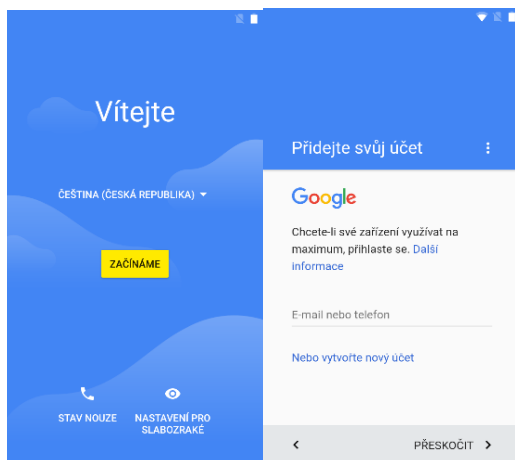 Vítejte
ČEŠTINA (ČESKÁ REPUBLIKA)
ZAČÍNÁME
STAV NOUZE
NASTAVENÍ PRO
SLABOZRAKÉ
Přidejte svůj účet
Google
Chcete-li své zařízení využívat na
maximum, přihlaste se. Další
informace
E-mail nebo telefon
Nebo vytvořte nový účet
PŘESKOČIT